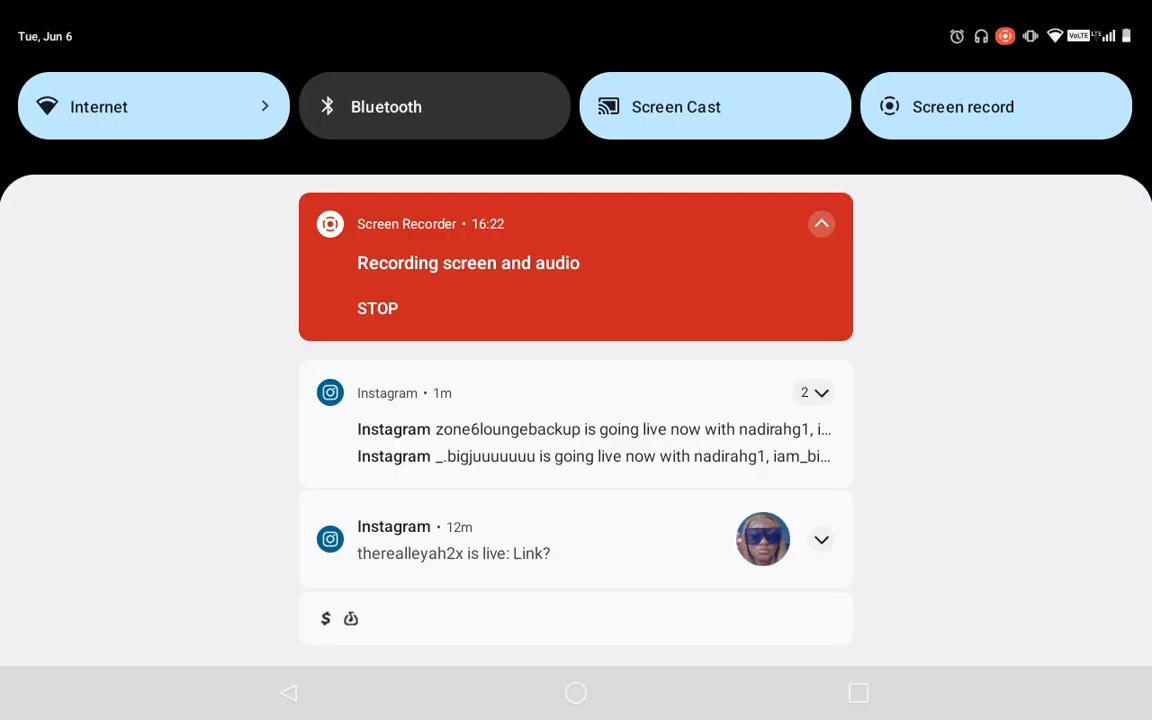 Tue, Jun 6
VoLTE LTE
Internet
Bluetooth
Screen Cast
Screen record
Screen Recorder • 16:22
Recording screen and audio
STOP
Instagram • 1m
2
Instagram zone6loungebackup is going live now with nadirahg1, i…
Instagram _.bigjuuuuuuu is going live now with nadirahg1, iam_bi…
Instagram • 12m
therealleyah2x is live: Link?
$